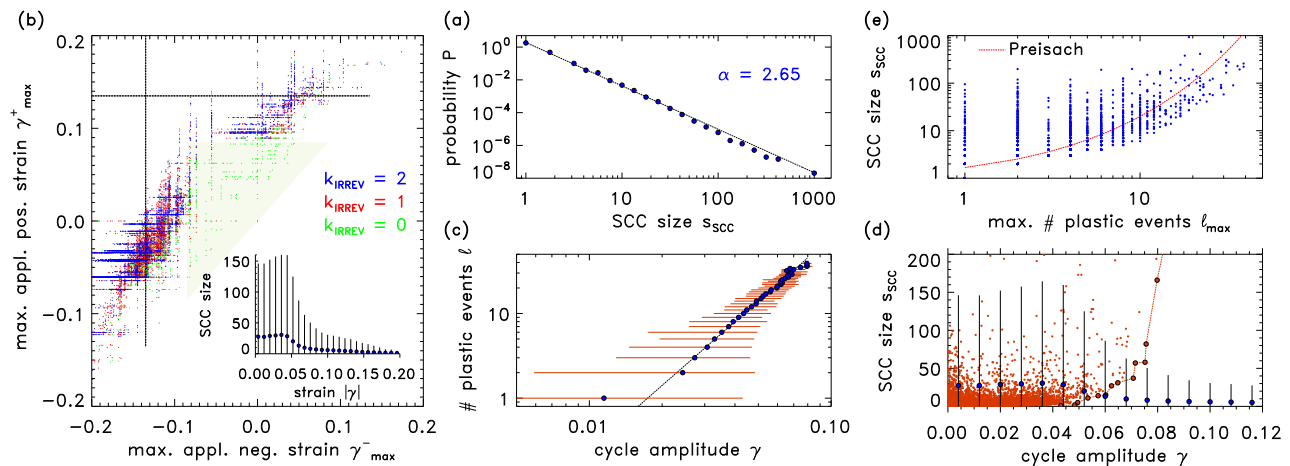 (b)
0.2
0.1
0.0
-0.1
-0.2
max. appl. pos. strain γ⁺max
-0.2
-0.1
0.0
0.1
0.2
max. appl. neg. strain γ⁻max
kIRREV = 2
kIRREV = 1
kIRREV = 0
SCC size
150
100
50
0
0.00
0.05
0.10
0.15
0.20
strain |γ|
(a)
probability P
10⁰
10⁻²
10⁻⁴
10⁻⁶
10⁻⁸
α = 2.65
1
10
100
1000
SCC size sSCC
(c)
# plastic events ℓ
10
1
0.01
0.10
cycle amplitude γ
(e)
SCC size sSCC
1000
100
10
1
Preisach
1
10
max. # plastic events ℓmax
(d)
SCC size sSCC
200
150
100
50
0
0.00
0.02
0.04
0.06
0.08
0.10
0.12
cycle amplitude γ